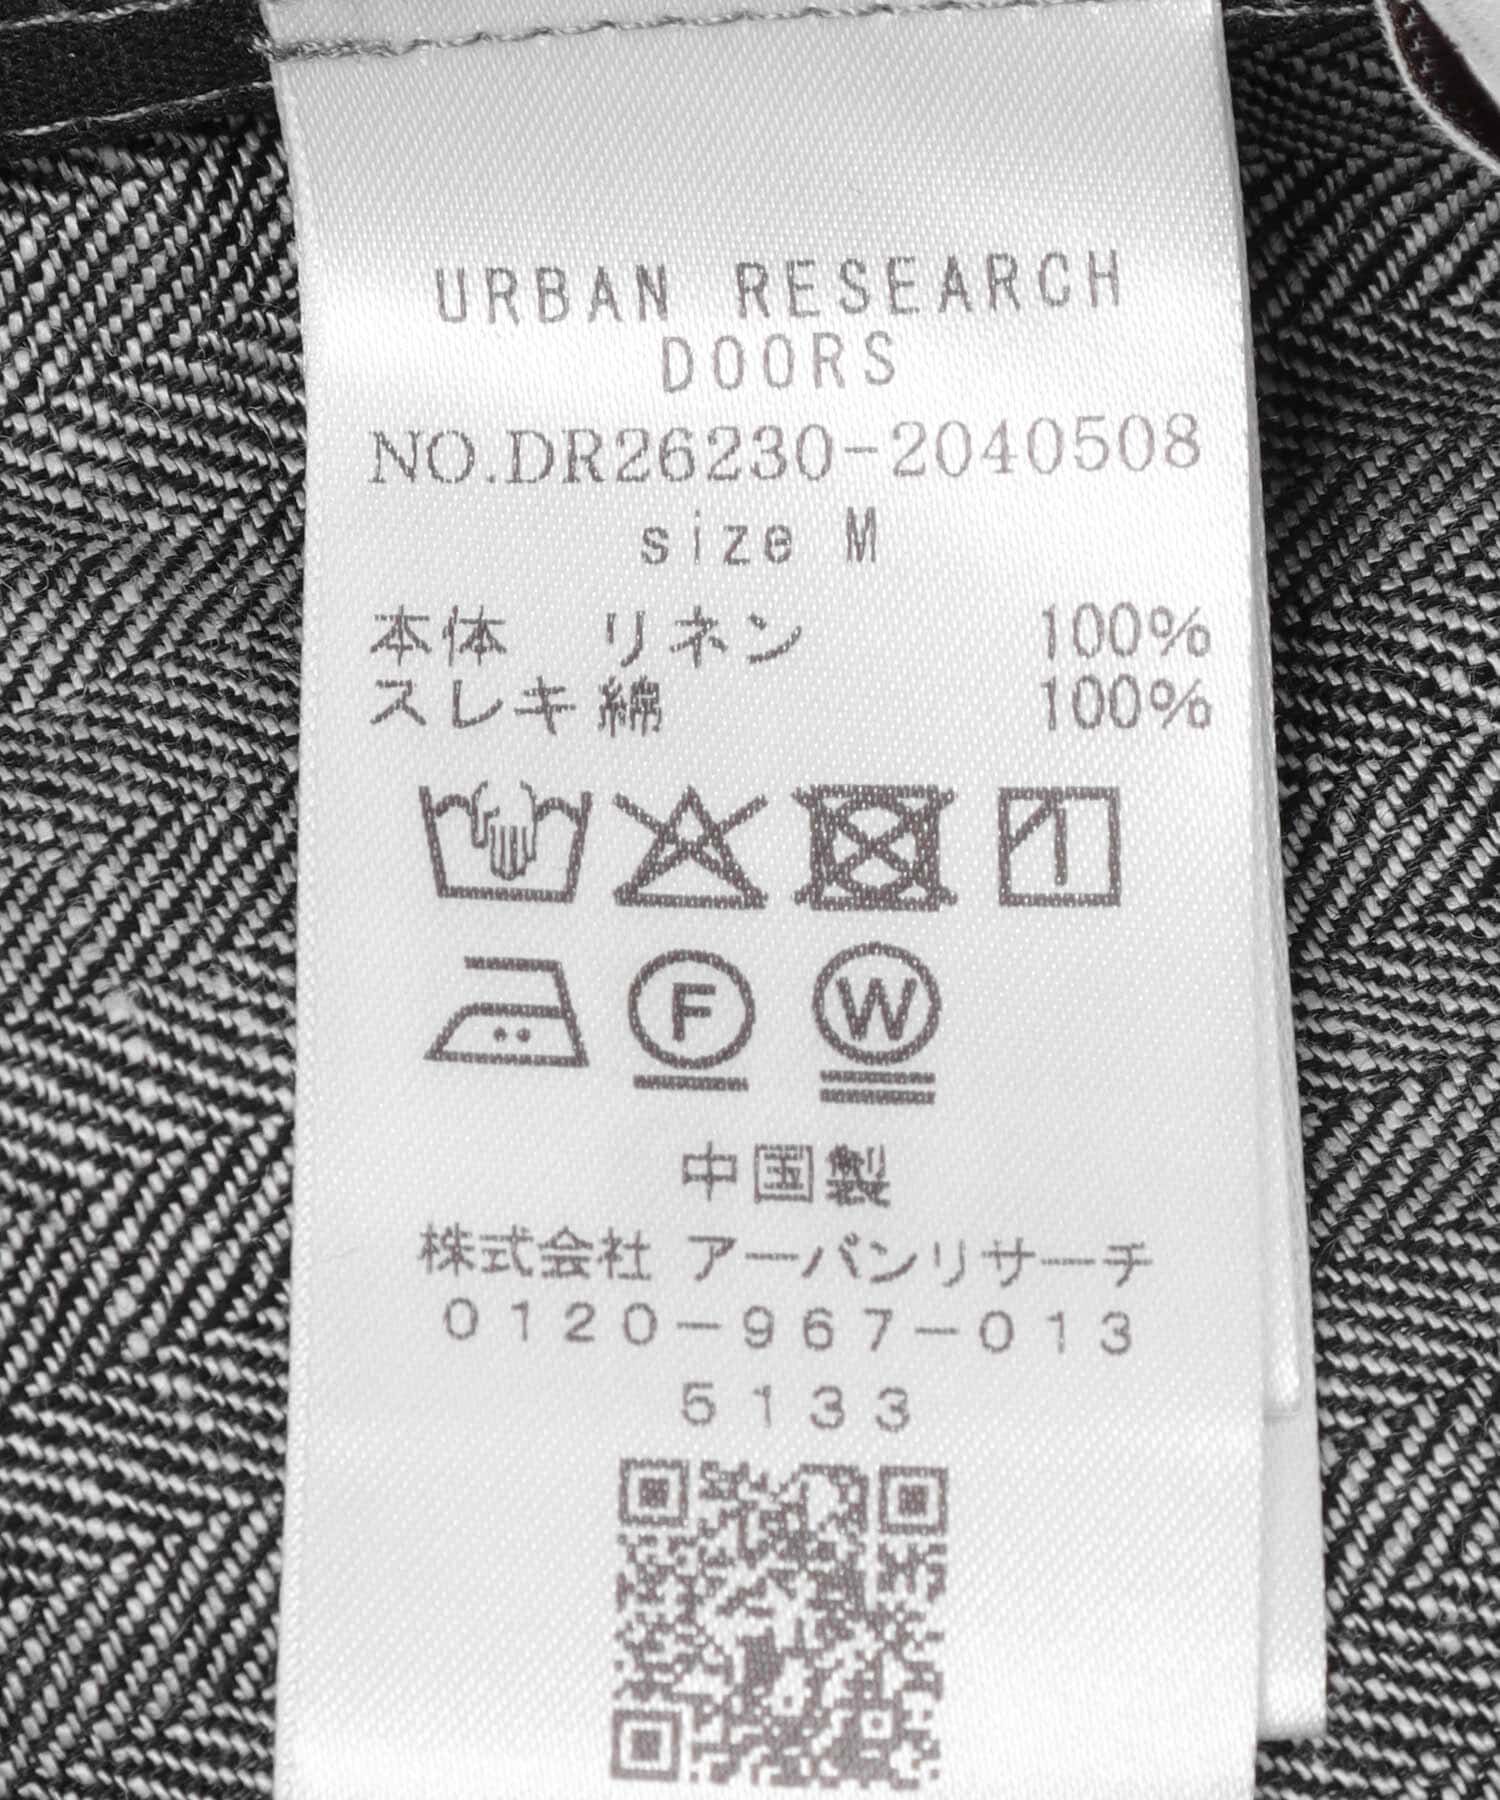 URBAN RESEARCH
DOORS
NO.DR26230-2040508
size M
本体 リネン 100%
スレキ綿 100%
F W
中国製
株式会社 アーバンリサーチ
0120-967-013
5133